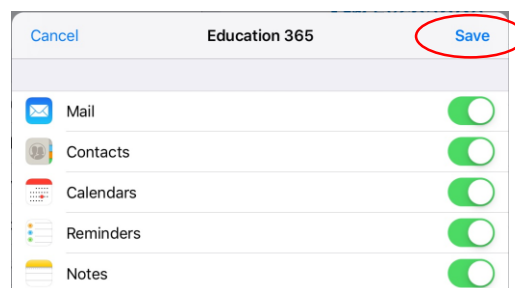 Cancel Education 365 Save
Mail
Contacts
Calendars
Reminders
Notes